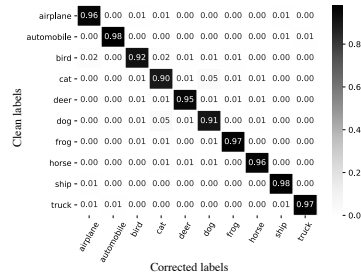 airplane 0.96 0.00 0.01 0.01 0.00 0.00 0.00 0.00 0.01 0.01
automobile 0.00 0.98 0.00 0.00 0.00 0.00 0.00 0.00 0.00 0.01
bird 0.02 0.00 0.92 0.02 0.01 0.01 0.01 0.00 0.00 0.00
cat 0.00 0.00 0.01 0.90 0.01 0.05 0.01 0.01 0.00 0.00
deer 0.00 0.00 0.01 0.01 0.95 0.01 0.01 0.01 0.00 0.00
dog 0.00 0.00 0.01 0.05 0.01 0.91 0.00 0.01 0.00 0.00
frog 0.00 0.00 0.01 0.01 0.00 0.00 0.97 0.00 0.00 0.00
horse 0.00 0.00 0.00 0.01 0.01 0.01 0.00 0.96 0.00 0.00
ship 0.01 0.00 0.00 0.00 0.00 0.00 0.00 0.00 0.98 0.00
truck 0.01 0.01 0.00 0.00 0.00 0.00 0.00 0.00 0.01 0.97
airplane automobile bird cat deer dog frog horse ship truck
Clean labels
Corrected labels
0.8
0.6
0.4
0.2
0.0